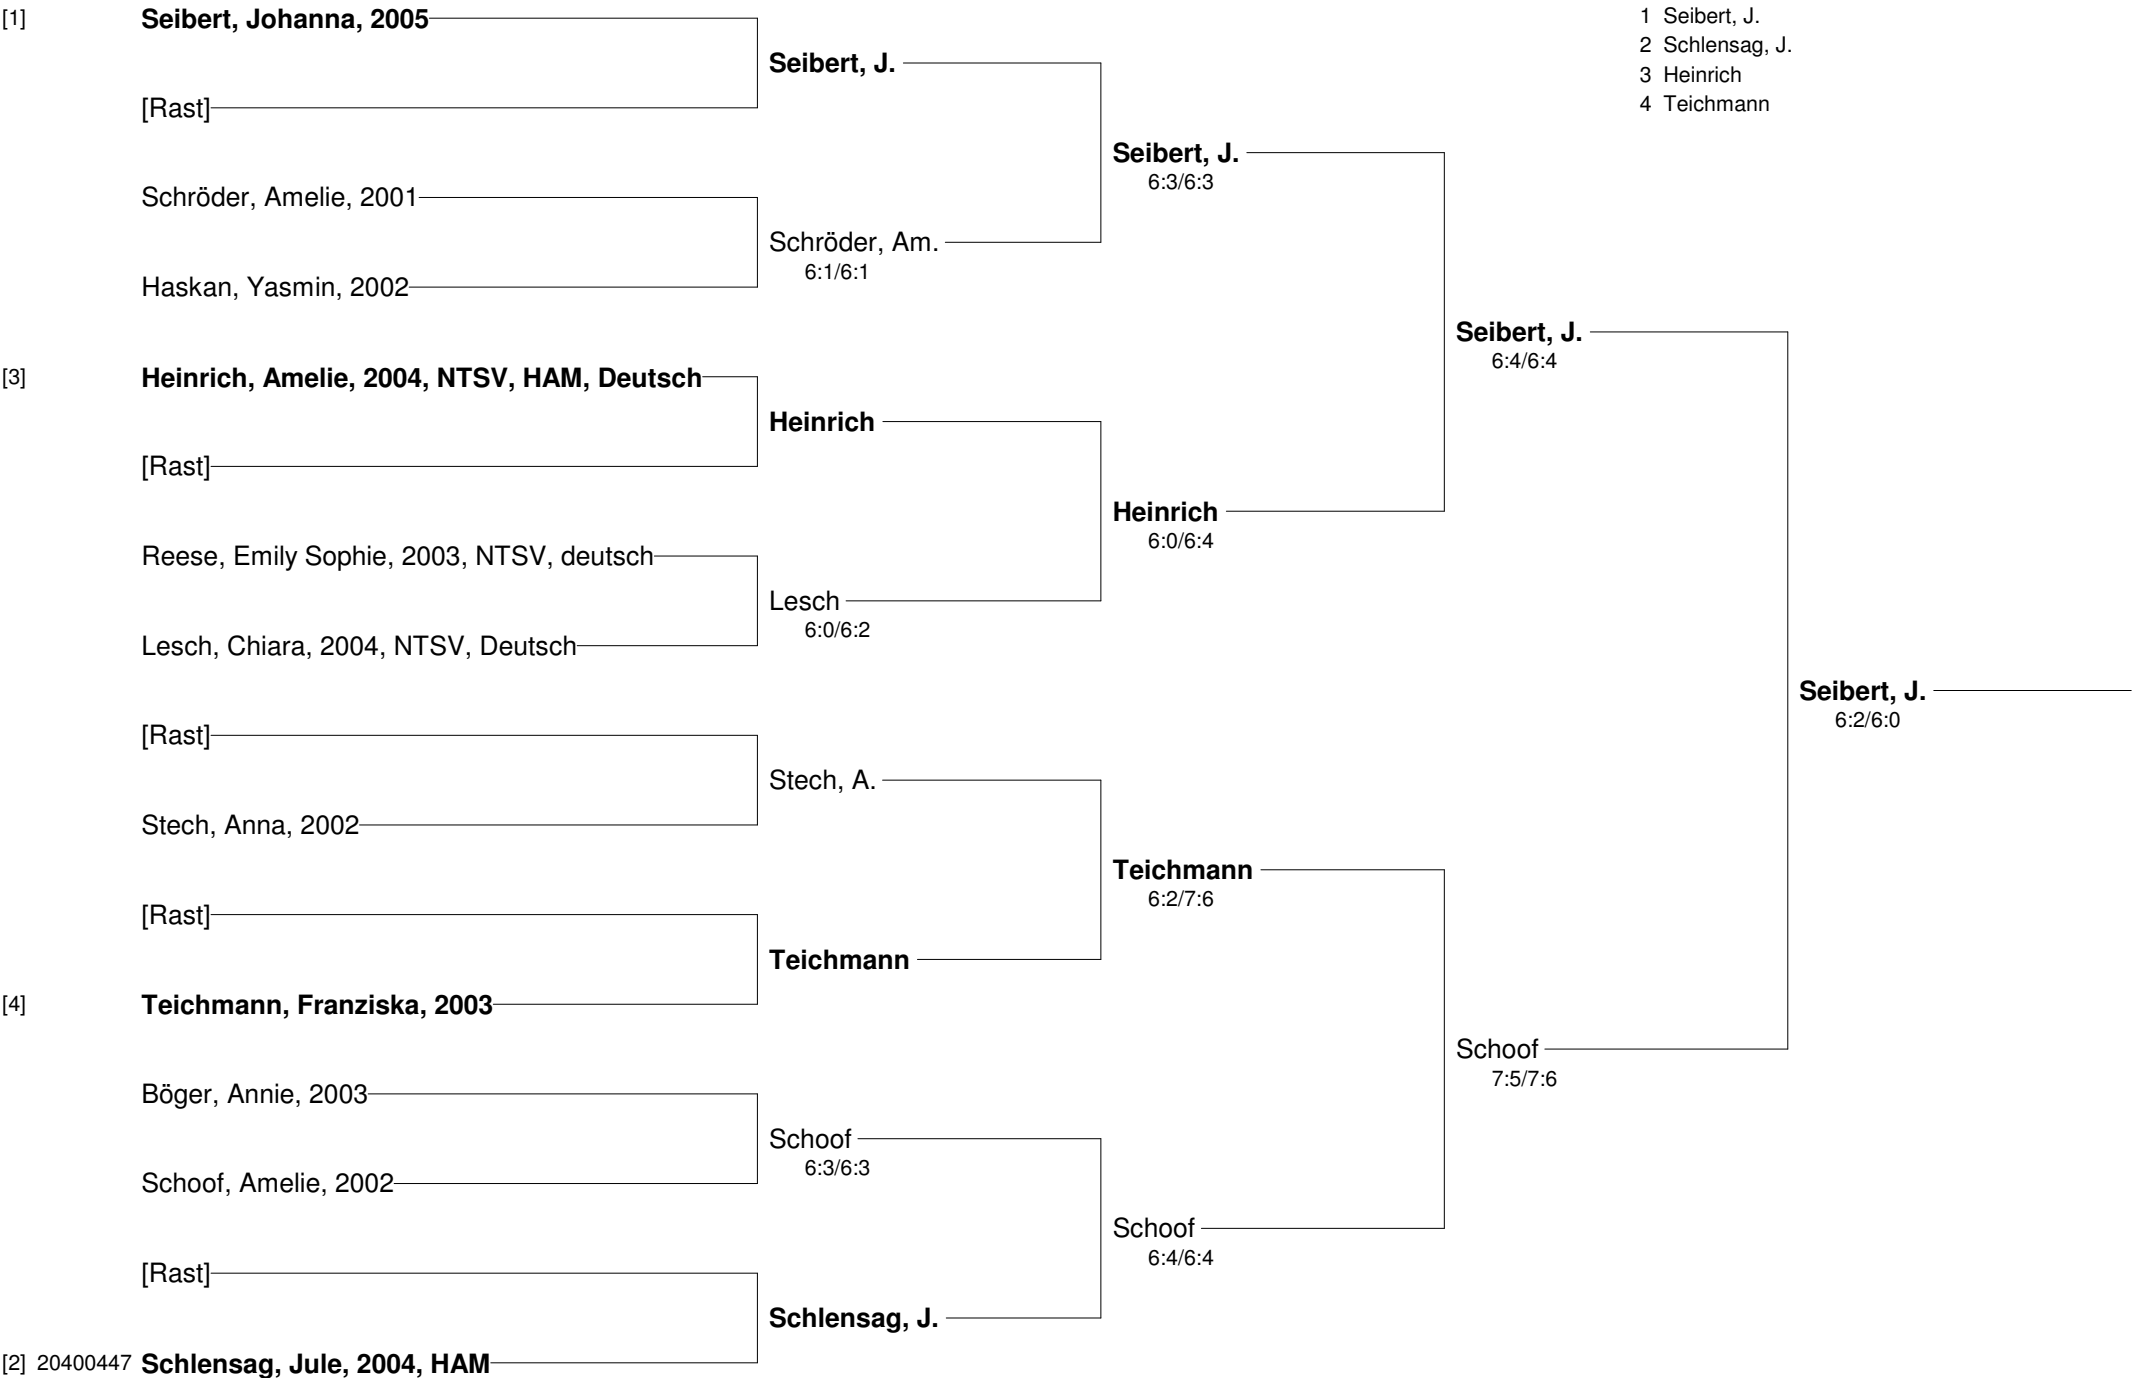 [1] Seibert, Johanna, 2005
[Rast]
Schröder, Amelie, 2001
Haskan, Yasmin, 2002
[3] Heinrich, Amelie, 2004, NTSV, HAM, Deutsch
[Rast]
Reese, Emily Sophie, 2003, NTSV, deutsch
Lesch, Chiara, 2004, NTSV, Deutsch
[Rast]
Stech, Anna, 2002
[Rast]
[4] Teichmann, Franziska, 2003
Böger, Annie, 2003
Schoof, Amelie, 2002
[Rast]
[2] 20400447 Schlensag, Jule, 2004, HAM
Seibert, J.
Schröder, Am.
6:1/6:1
Heinrich
Lesch
6:0/6:2
Stech, A.
Teichmann
Schoof
6:3/6:3
Schlensag, J.
Seibert, J.
6:3/6:3
Heinrich
6:0/6:4
Teichmann
6:2/7:6
Schoof
6:4/6:4
Seibert, J.
6:4/6:4
Schoof
7:5/7:6
Seibert, J.
6:2/6:0
1 Seibert, J.
2 Schlensag, J.
3 Heinrich
4 Teichmann